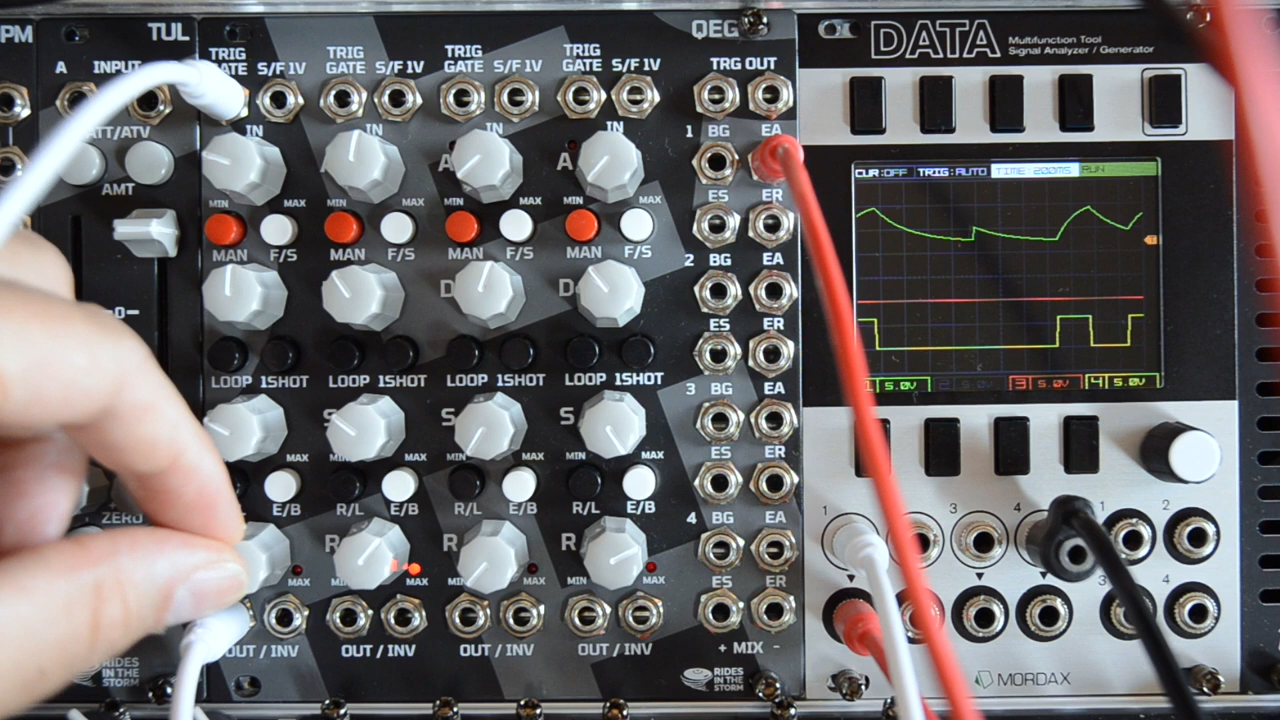 PM
TUL
A INPUT
ATT/ATV
AMT
-0-
ZERO
RIDES
IN THE
STORM
QEG
TRIG
GATE
S/F 1V
TRIG
GATE
S/F 1V
TRIG
GATE
S/F 1V
TRIG
GATE
S/F 1V
TRG OUT
IN
IN
IN
IN
A
A
MIN
MAX
MIN
MAX
MIN
MAX
MIN
MAX
MAN
F/S
MAN
F/S
MAN
F/S
MAN
F/S
D
D
LOOP 1SHOT
LOOP 1SHOT
LOOP 1SHOT
LOOP 1SHOT
S
S
S
MAX
MIN
MAX
MIN
MAX
MIN
MAX
E/B
R/L
E/B
R/L
E/B
R/L
E/B
R
R
R
MAX
MIN
MAX
MIN
MAX
MIN
MAX
OUT / INV
OUT / INV
OUT / INV
OUT / INV
1 BG EA
ES ER
2 BG EA
ES ER
3 BG EA
ES ER
4 BG EA
ES ER
+ MIX -
RIDES
IN THE
STORM
DATA
Multifunction Tool
Signal Analyzer / Generator
CUR:OFF TRIG:AUTO TIME:200MS RUN
1 5.0V 2 5.0V 3 5.0V 4 5.0V
1 3 4 1 2
3 4
MORDAX